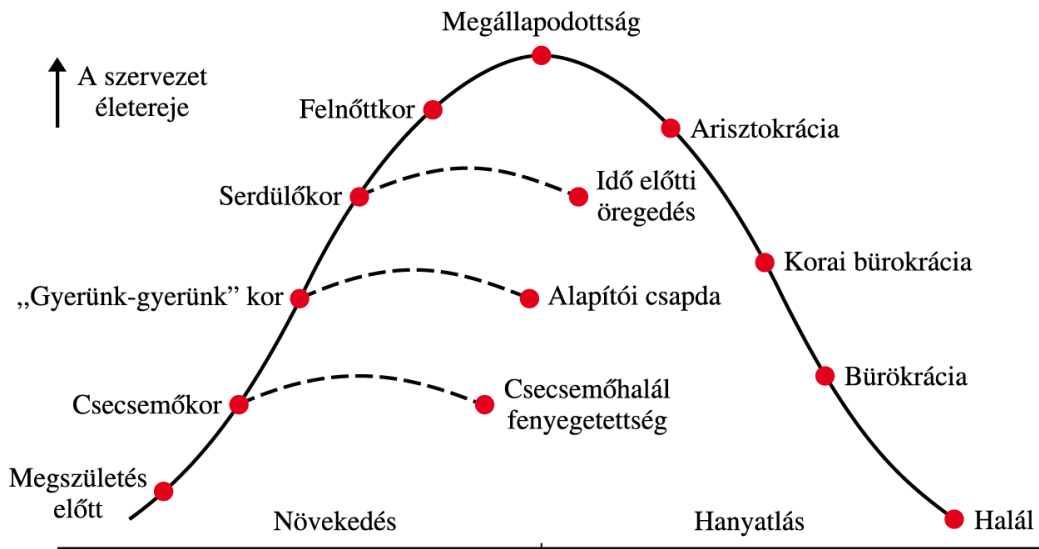 Megállapodottság
A szervezet
életereje
Felnőttkor
Arisztokrácia
Serdülőkor
Idő előtti
öregedés
Korai bürokrácia
„Gyerünk-gyerünk” kor
Alapítói csapda
Bürökrácia
Csecsemőkor
Csecsemőhalál
fenyegetettség
Megszületés
előtt
Növekedés
Hanyatlás
Halál